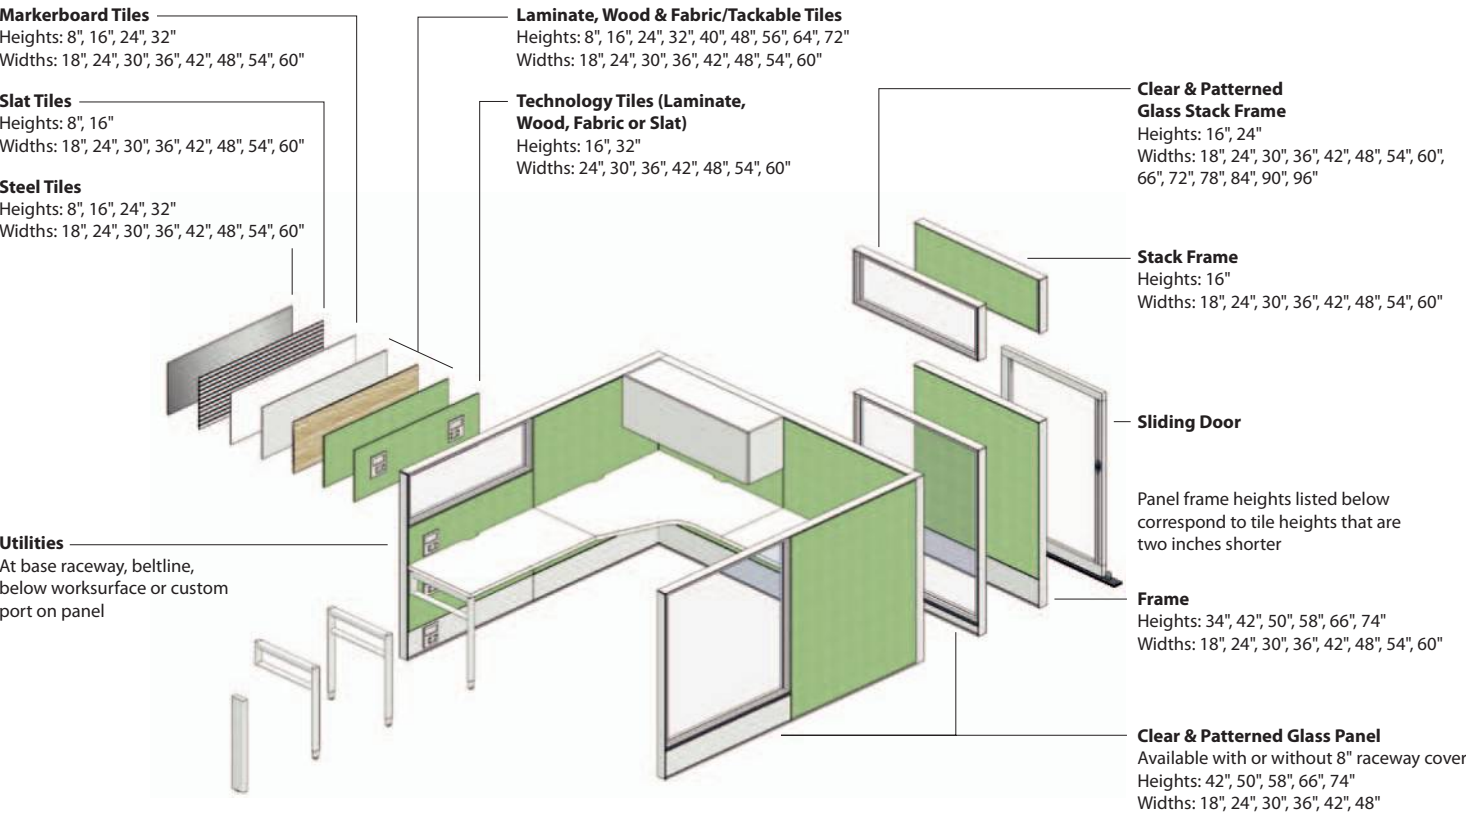 Markerboard Tiles
Heights: 8", 16", 24", 32"
Widths: 18", 24", 30", 36", 42", 48", 54", 60"
Slat Tiles
Heights: 8", 16"
Widths: 18", 24", 30", 36", 42", 48", 54", 60"
Steel Tiles
Heights: 8", 16", 24", 32"
Widths: 18", 24", 30", 36", 42", 48", 54", 60"
Laminate, Wood & Fabric/Tackable Tiles
Heights: 8", 16", 24", 32", 40", 48", 56", 64", 72"
Widths: 18", 24", 30", 36", 42", 48", 54", 60"
Technology Tiles (Laminate,
Wood, Fabric or Slat)
Heights: 16", 32"
Widths: 24", 30", 36", 42", 48", 54", 60"
Clear & Patterned
Glass Stack Frame
Heights: 16", 24"
Widths: 18", 24", 30", 36", 42", 48", 54", 60",
66", 72", 78", 84", 90", 96"
Stack Frame
Heights: 16"
Widths: 18", 24", 30", 36", 42", 48", 54", 60"
Sliding Door
Panel frame heights listed below
correspond to tile heights that are
two inches shorter
Utilities
At base raceway, beltline,
below worksurface or custom
port on panel
Frame
Heights: 34", 42", 50", 58", 66", 74"
Widths: 18", 24", 30", 36", 42", 48", 54", 60"
Clear & Patterned Glass Panel
Available with or without 8" raceway cover
Heights: 42", 50", 58", 66", 74"
Widths: 18", 24", 30", 36", 42", 48"